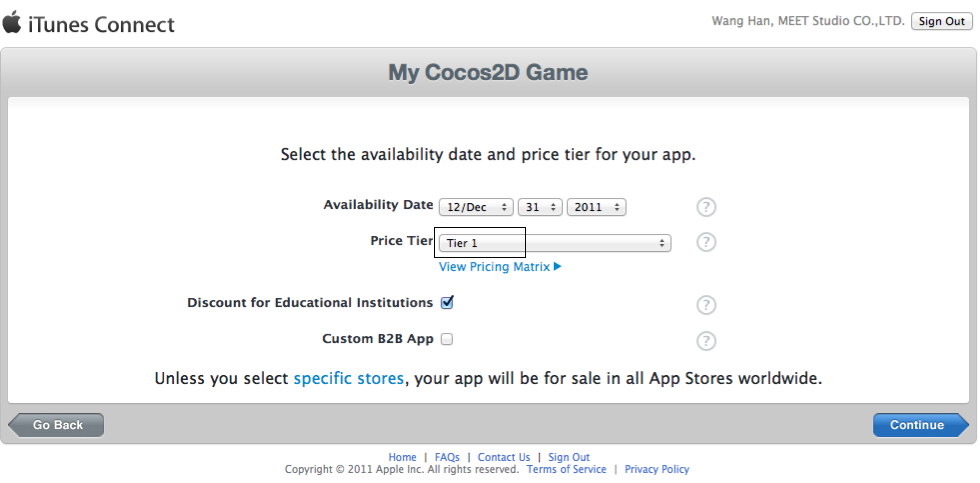 iTunes Connect
Wang Han, MEET Studio CO.,LTD. Sign Out
My Cocos2D Game
Select the availability date and price tier for your app.
Availability Date 12/Dec 31 2011 ?
Price Tier Tier 1 ?
View Pricing Matrix
Discount for Educational Institutions ?
Custom B2B App ?
Unless you select specific stores, your app will be for sale in all App Stores worldwide.
Go Back Continue
Home | FAQs | Contact Us | Sign Out
Copyright © 2011 Apple Inc. All rights reserved. Terms of Service | Privacy Policy